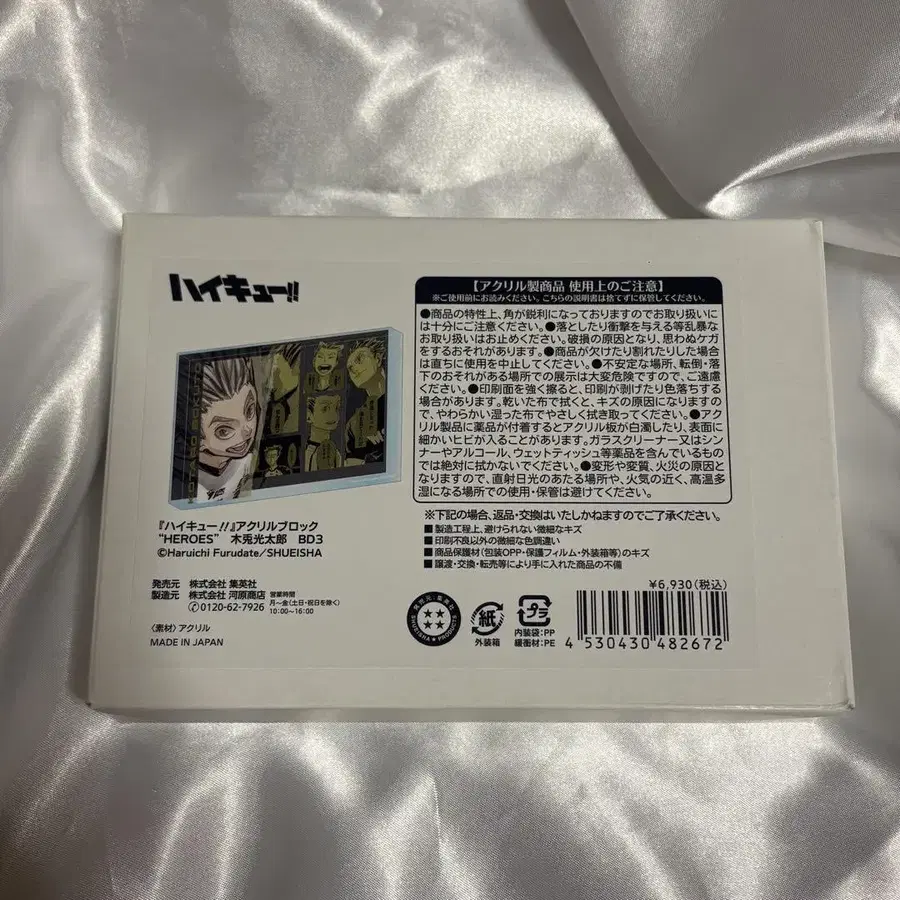 ハイキュー!!
『ハイキュー!!』アクリルブロック
"HEROES" 木兎光太郎 BD3
©Haruichi Furudate/SHUEISHA
発売元 株式会社 集英社
製造元 株式会社 河原商店
✆0120-62-7926
営業時間
月～金(土日・祝日を除く)
10:00～16:00
〈素材〉アクリル
MADE IN JAPAN
【アクリル製商品 使用上のご注意】
※ご使用前にお読みください。こちらの説明書は捨てずに保管してください。
●商品の特性上、角が鋭利になっておりますのでお取り扱いに
は十分にご注意ください。●落としたり衝撃を与える等乱暴な
お取り扱いはお止めください。破損の原因となり、思わぬケガ
をするおそれがあります。●商品が欠けたり割れたりした場合
は直ちに使用を中止してください。●不安定な場所、転倒・落
下のおそれがある場所での展示は大変危険ですので、ご遠慮
ください。●印刷面を強く擦ると、印刷が剥げたり色落ちする
場合があります。乾いた布で拭くと、キズの原因になりますの
で、やわらかい湿った布でやさしく拭き取ってください。●アク
リル製品に薬品が付着するとアクリル板が白濁したり、表面に
細かいヒビが入ることがあります。ガラスクリーナー又はシン
ナーやアルコール、ウェットティッシュ等薬品を含んでいるもの
では絶対に拭かないでください。●変形や変質、火災の原因と
なりますので、直射日光のあたる場所や、火気の近く、高温多
湿になる場所での使用・保管は避けてください。
※下記の場合、返品・交換はいたしかねますのでご了承ください。
■製造工程上、避けられない微細なキズ
■印刷不良以外の微細な色調違い
■商品保護材(包装OPP・保護フィルム・外装箱等)のキズ
■譲渡・交換・転売等により手に入れた商品の不備
¥6,930(税込)
発売元：集英社
SHUEISHA PRODUCTS
紙
外装箱
プラ
内装袋：PP
緩衝材：PE
4 530430 482672